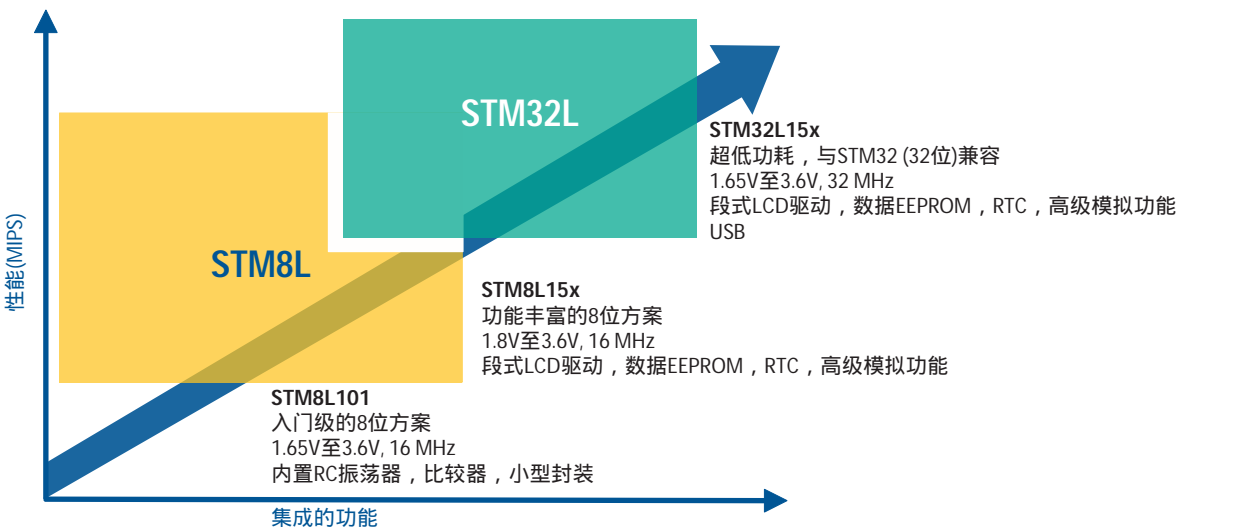 STM32L
STM32L15x
超低功耗，与STM32 (32位)兼容
1.65V至3.6V, 32 MHz
段式LCD驱动，数据EEPROM，RTC，高级模拟功能
USB
STM8L
STM8L15x
功能丰富的8位方案
1.8V至3.6V, 16 MHz
段式LCD驱动，数据EEPROM，RTC，高级模拟功能
STM8L101
入门级的8位方案
1.65V至3.6V, 16 MHz
内置RC振荡器，比较器，小型封装
性能(MIPS)
集成的功能